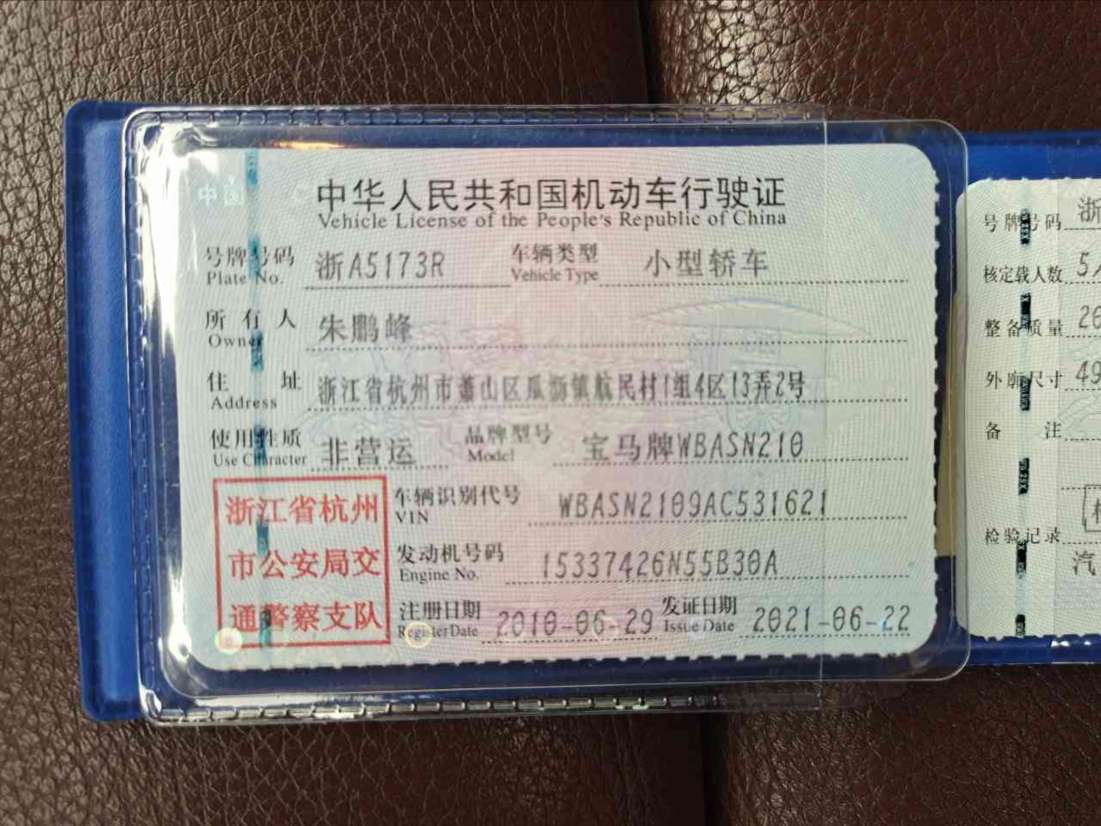 中国
中华人民共和国机动车行驶证
Vehicle License of the People's Republic of China
号牌号码 浙A5173R 车辆类型 小型轿车
Plate No. Vehicle Type
所有人 朱鹏峰
Owner
住址 浙江省杭州市萧山区瓜沥镇航民村1组4区13弄2号
Address
使用性质 非营运 品牌型号 宝马牌WBASN210
Use Character Model
浙江省杭州
市公安局交
通警察支队
车辆识别代号 WBASN2109AC531621
VIN
发动机号码 15337426N55B30A
Engine No.
注册日期 2010-06-29 发证日期 2021-06-22
Register Date Issue Date
号牌号码 浙
核定载人数 5
整备质量 20
外廓尺寸 49
备注
检验记录
汽